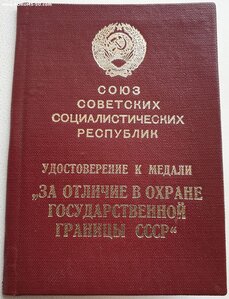 СОЮЗ
СОВЕТСКИХ
СОЦИАЛИСТИЧЕСКИХ
РЕСПУБЛИК
УДОСТОВЕРЕНИЕ К МЕДАЛИ
„ЗА ОТЛИЧИЕ В ОХРАНЕ
ГОСУДАРСТВЕННОЙ
ГРАНИЦЫ СССР“